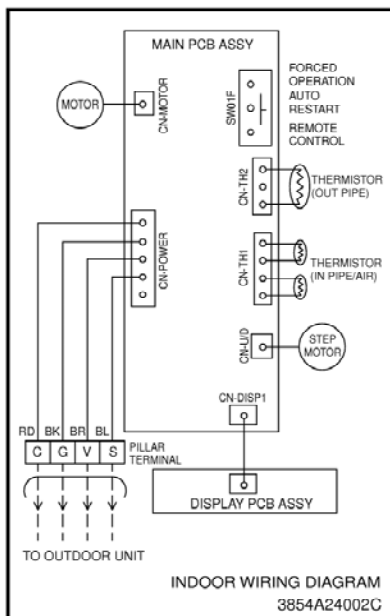 MAIN PCB ASSY
MOTOR
CN-MOTOR
SW01F
FORCED
OPERATION
AUTO
RESTART
REMOTE
CONTROL
CN-TH2
THERMISTOR
(OUT PIPE)
CN-POWER
CN-TH1
THERMISTOR
(IN PIPE/AIR)
CN-U/D
STEP
MOTOR
CN-DISP1
RD BK BR BL
C G V S
PILLAR
TERMINAL
DISPLAY PCB ASSY
TO OUTDOOR UNIT
INDOOR WIRING DIAGRAM
3854A24002C